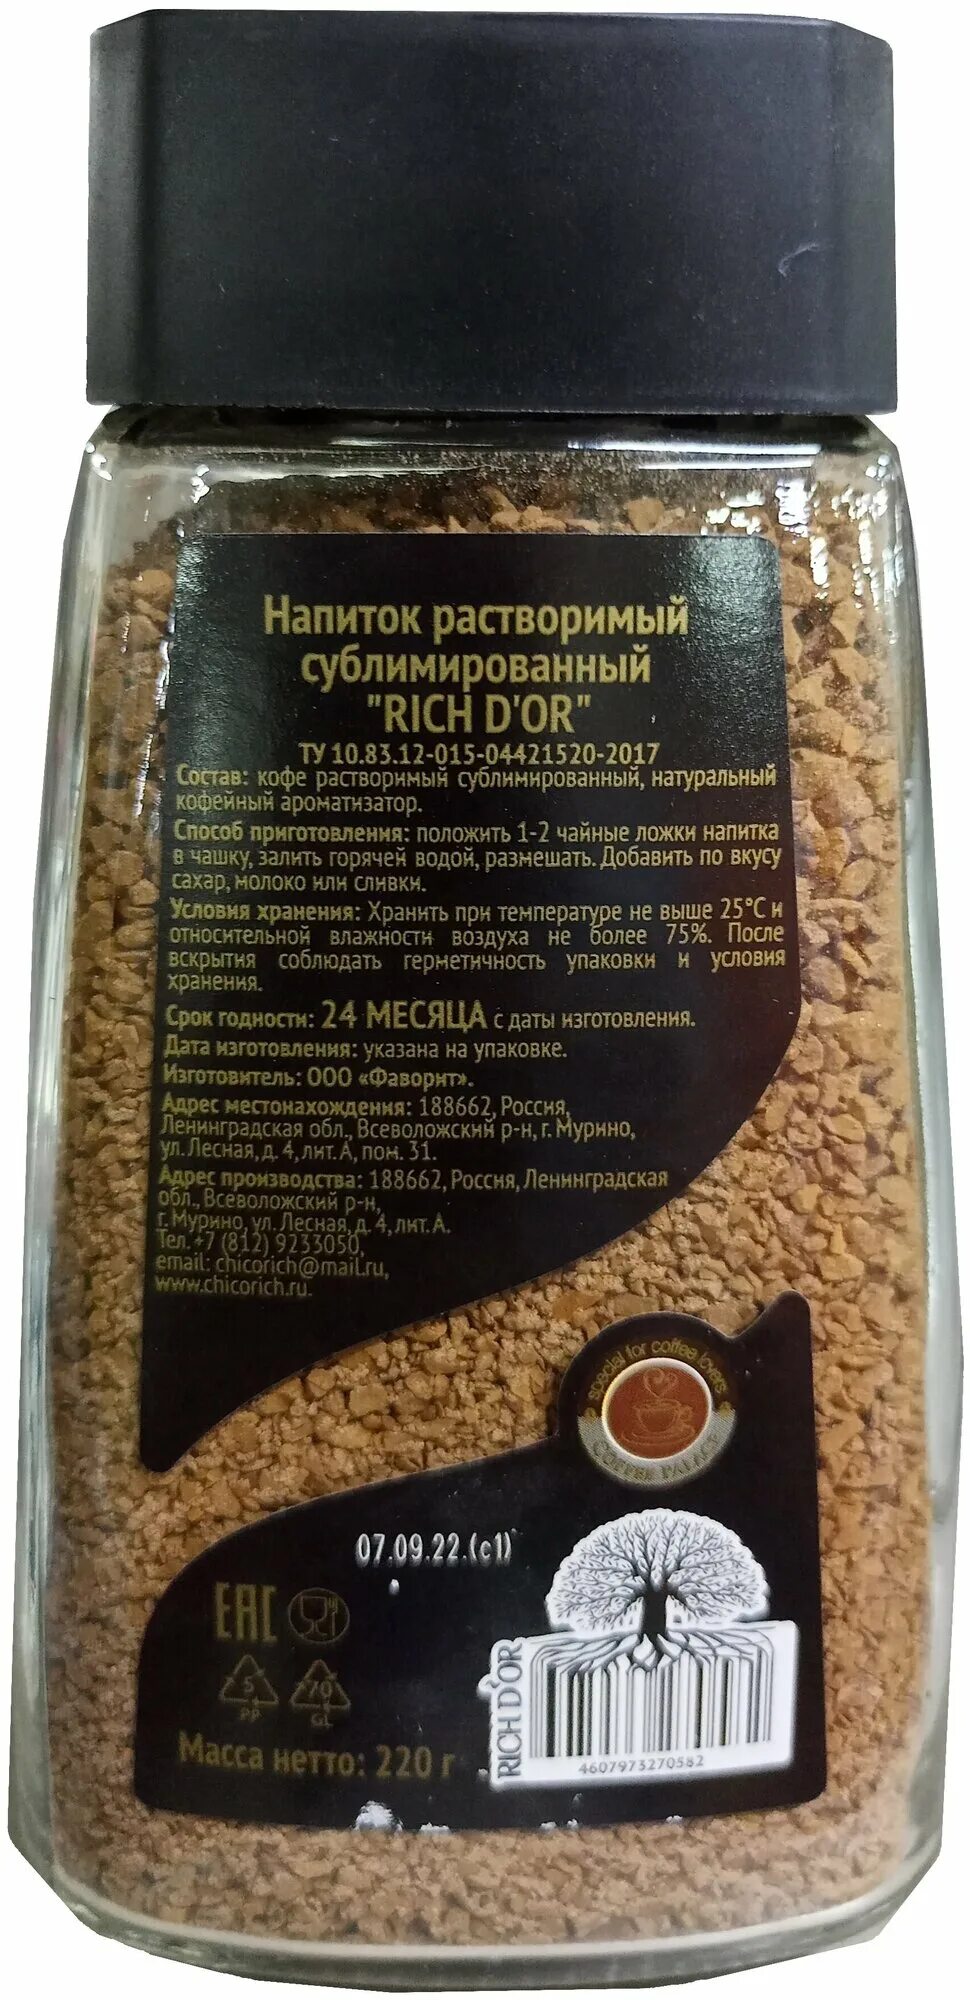 Напиток растворимый
сублимированный
"RICH D'OR"
ТУ 10.83.12-015-04421520-2017
Состав: кофе растворимый сублимированный, натуральный
кофейный ароматизатор.
Способ приготовления: положить 1-2 чайные ложки напитка
в чашку, залить горячей водой, размешать. Добавить по вкусу
сахар, молоко или сливки.
Условия хранения: Хранить при температуре не выше 25°С и
относительной влажности воздуха не более 75%. После
вскрытия соблюдать герметичность упаковки и условия
хранения.
Срок годности: 24 МЕСЯЦА с даты изготовления.
Дата изготовления: указана на упаковке.
Изготовитель: ООО «Фаворит».
Адрес местонахождения: 188662, Россия,
Ленинградская обл., Всеволожский р-н, г. Мурино,
ул. Лесная, д. 4, лит. А, пом. 31.
Адрес производства: 188662, Россия, Ленинградская
обл., Всеволожский р-н,
г. Мурино, ул. Лесная, д. 4, лит. А.
Тел. +7 (812) 9233050,
email: chicorich@mail.ru,
www.chicorich.ru.
special for coffee lovers
COFFEE PALACE
07.09.22.(c1)
EAC
5
PP
70
GL
Масса нетто: 220 г
RICH D'OR
4607973270582